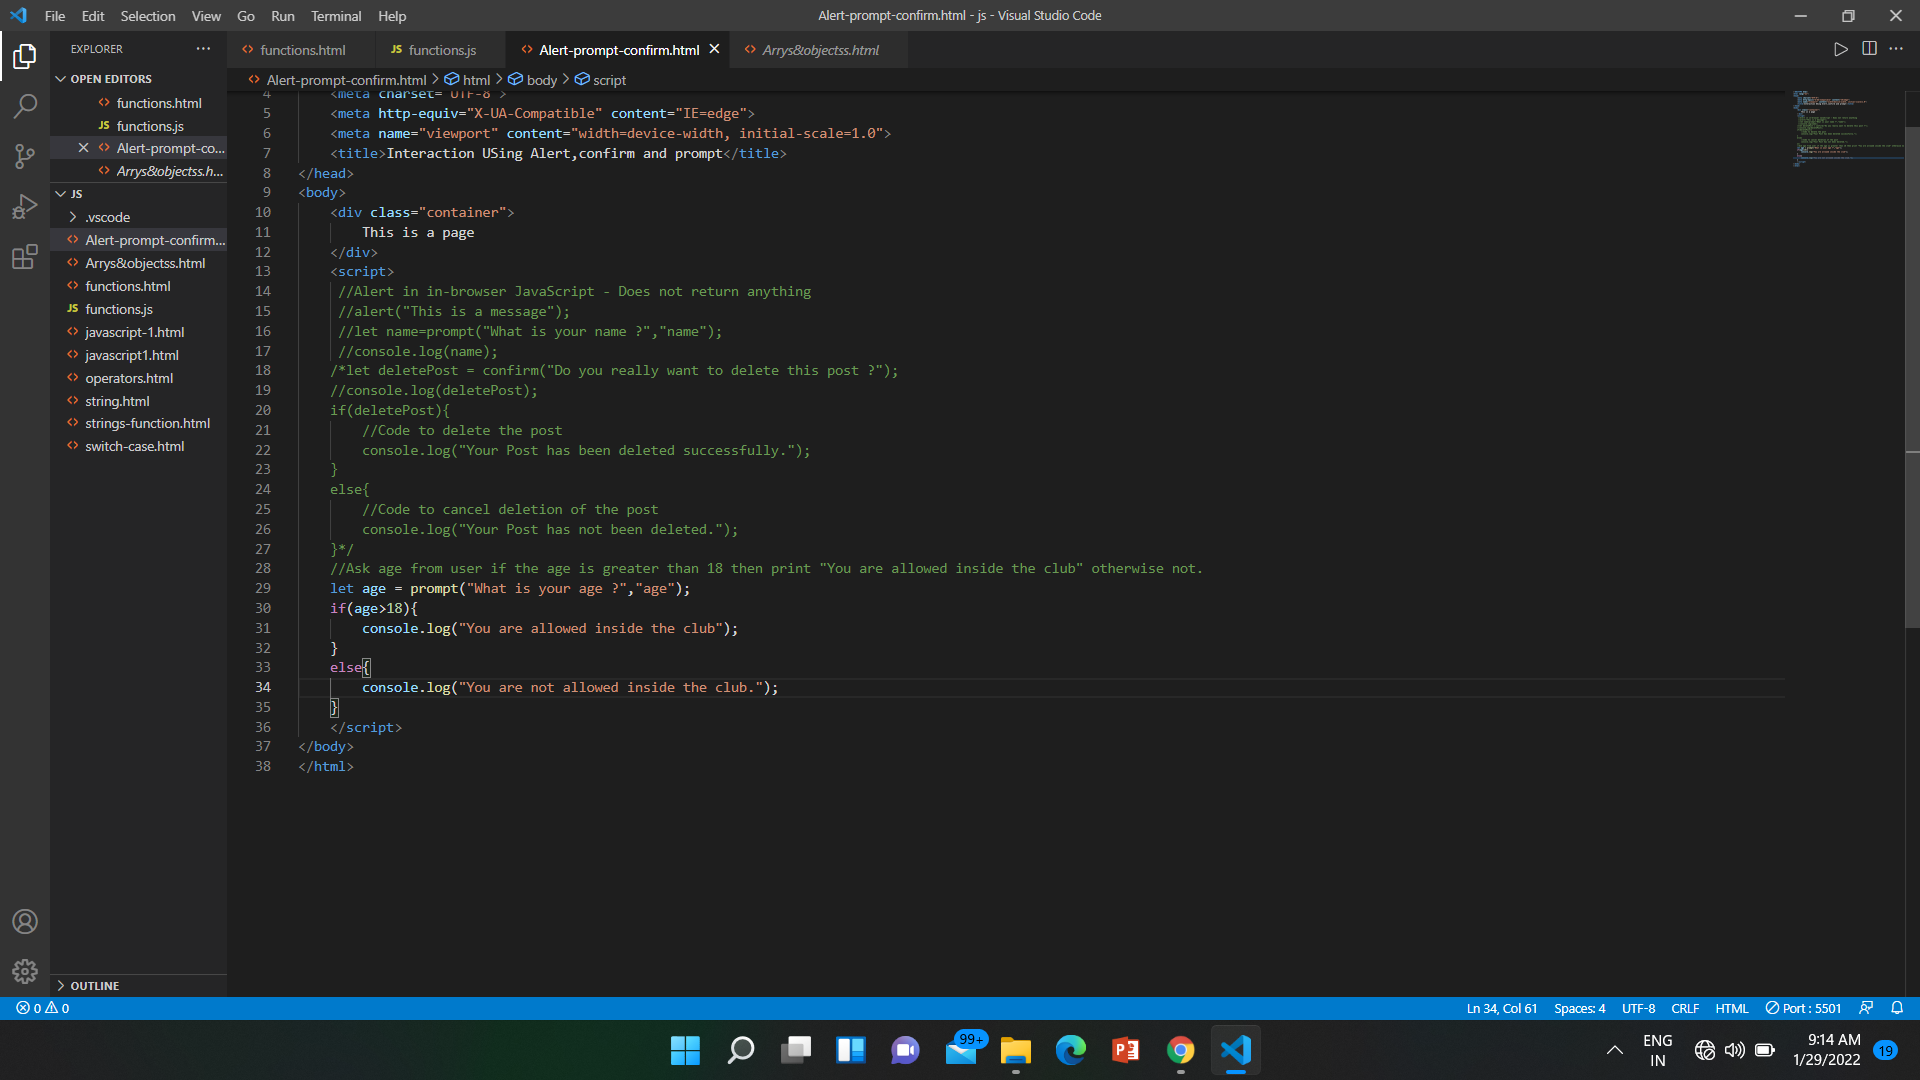 File Edit Selection View Go Run Terminal Help
Alert-prompt-confirm.html - js - Visual Studio Code
EXPLORER
functions.html
functions.js
Alert-prompt-confirm.html
Arrys&objectss.html
OPEN EDITORS
functions.html
functions.js
Alert-prompt-co...
Arrys&objectss.h...
JS
.vscode
Alert-prompt-confirm...
Arrys&objectss.html
functions.html
functions.js
javascript-1.html
javascript1.html
operators.html
string.html
strings-function.html
switch-case.html
OUTLINE
Alert-prompt-confirm.html > html > body > script
4 <meta charset="UTF-8">
5 <meta http-equiv="X-UA-Compatible" content="IE=edge">
6 <meta name="viewport" content="width=device-width, initial-scale=1.0">
7 <title>Interaction USing Alert,confirm and prompt</title>
8 </head>
9 <body>
10 <div class="container">
11 This is a page
12 </div>
13 <script>
14 //Alert in in-browser JavaScript - Does not return anything
15 //alert("This is a message");
16 //let name=prompt("What is your name ?","name");
17 //console.log(name);
18 /*let deletePost = confirm("Do you really want to delete this post ?");
19 //console.log(deletePost);
20 if(deletePost){
21 //Code to delete the post
22 console.log("Your Post has been deleted successfully.");
23 }
24 else{
25 //Code to cancel deletion of the post
26 console.log("Your Post has not been deleted.");
27 }*/
28 //Ask age from user if the age is greater than 18 then print "You are allowed inside the club" otherwise not.
29 let age = prompt("What is your age ?","age");
30 if(age>18){
31 console.log("You are allowed inside the club");
32 }
33 else{
34 console.log("You are not allowed inside the club.");
35 }
36 </script>
37 </body>
38 </html>
0 0
Ln 34, Col 61 Spaces: 4 UTF-8 CRLF HTML Port : 5501
99+
ENG
IN
9:14 AM
1/29/2022
19